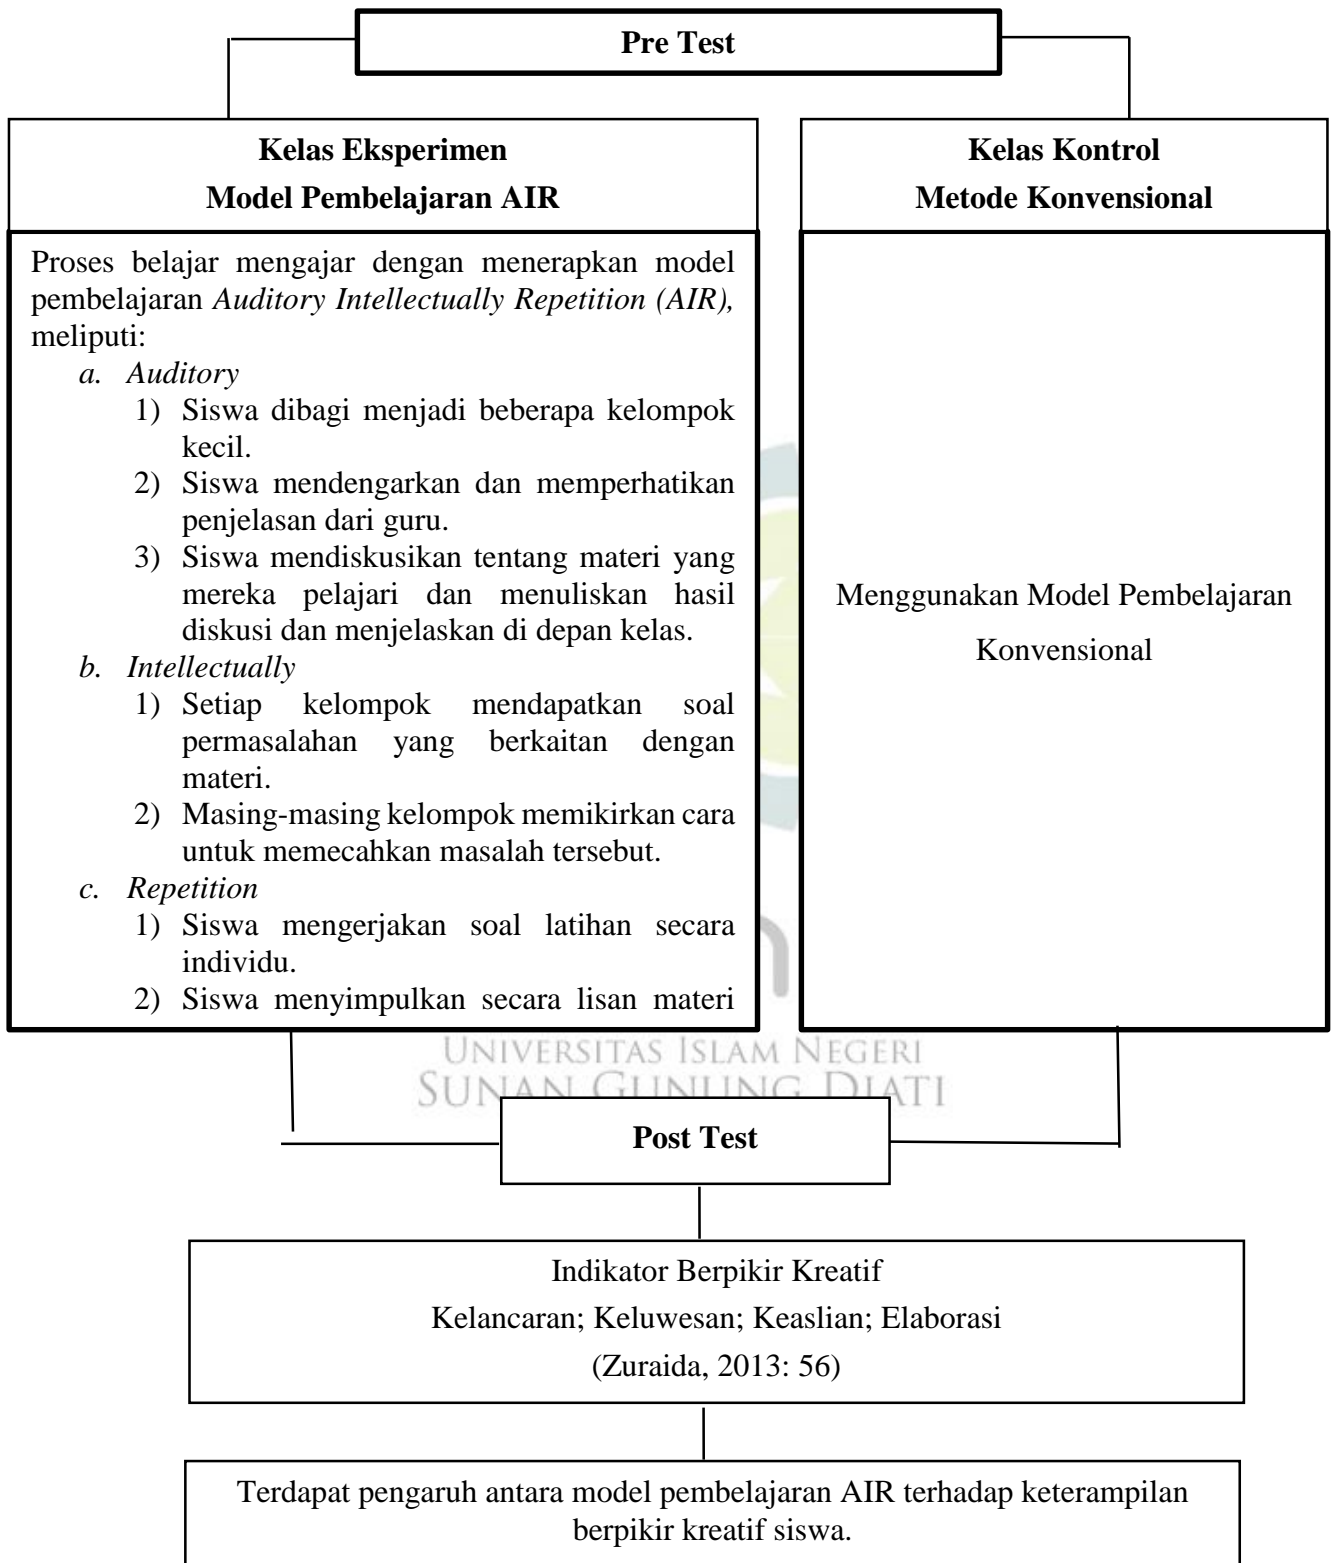 Pre Test
Kelas Eksperimen
Model Pembelajaran AIR
Proses belajar mengajar dengan menerapkan model
pembelajaran Auditory Intellectually Repetition (AIR),
meliputi:
a. Auditory
1) Siswa dibagi menjadi beberapa kelompok
kecil.
2) Siswa mendengarkan dan memperhatikan
penjelasan dari guru.
3) Siswa mendiskusikan tentang materi yang
mereka pelajari dan menuliskan hasil
diskusi dan menjelaskan di depan kelas.
b. Intellectually
1) Setiap kelompok mendapatkan soal
permasalahan yang berkaitan dengan
materi.
2) Masing-masing kelompok memikirkan cara
untuk memecahkan masalah tersebut.
c. Repetition
1) Siswa mengerjakan soal latihan secara
individu.
2) Siswa menyimpulkan secara lisan materi
Kelas Kontrol
Metode Konvensional
Menggunakan Model Pembelajaran
Konvensional
UNIVERSITAS ISLAM NEGERI
SUNAN GUNUNG DJATI
Post Test
Indikator Berpikir Kreatif
Kelancaran; Keluwesan; Keaslian; Elaborasi
(Zuraida, 2013: 56)
Terdapat pengaruh antara model pembelajaran AIR terhadap keterampilan
berpikir kreatif siswa.